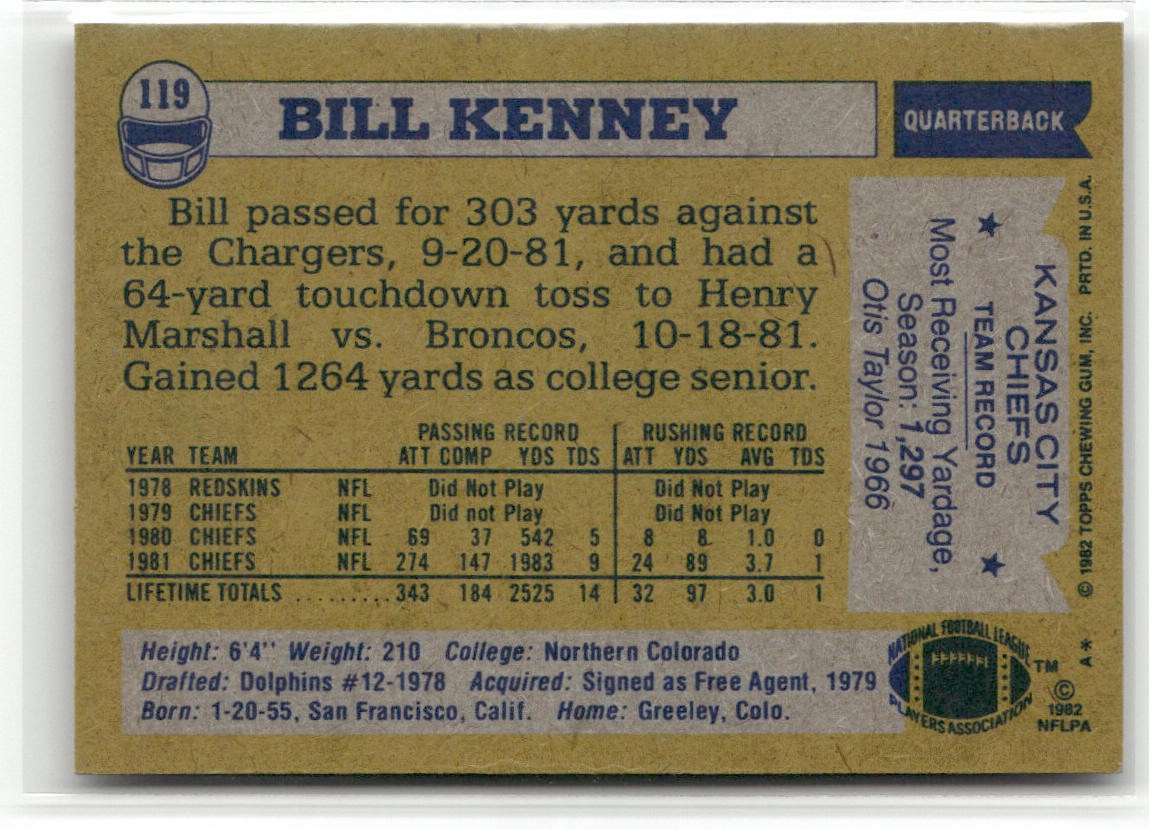 119
BILL KENNEY
QUARTERBACK
Bill passed for 303 yards against
the Chargers, 9-20-81, and had a
64-yard touchdown toss to Henry
Marshall vs. Broncos, 10-18-81.
Gained 1264 yards as college senior.
PASSING RECORD RUSHING RECORD
YEAR TEAM ATT COMP YDS TDS ATT YDS AVG TDS
1978 REDSKINS NFL Did Not Play Did Not Play
1979 CHIEFS NFL Did not Play Did Not Play
1980 CHIEFS NFL 69 37 542 5 8 8 1.0 0
1981 CHIEFS NFL 274 147 1983 9 24 89 3.7 1
LIFETIME TOTALS .......... 343 184 2525 14 32 97 3.0 1
Height: 6'4" Weight: 210 College: Northern Colorado
Drafted: Dolphins #12-1978 Acquired: Signed as Free Agent, 1979
Born: 1-20-55, San Francisco, Calif. Home: Greeley, Colo.
KANSAS CITY
CHIEFS
★ TEAM RECORD ★
Most Receiving Yardage,
Season: 1,297
Otis Taylor 1966
© 1982 TOPPS CHEWING GUM, INC. PRTD. IN U.S.A.
A*
NATIONAL FOOTBALL LEAGUE
PLAYERS ASSOCIATION
TM
©
1982
NFLPA